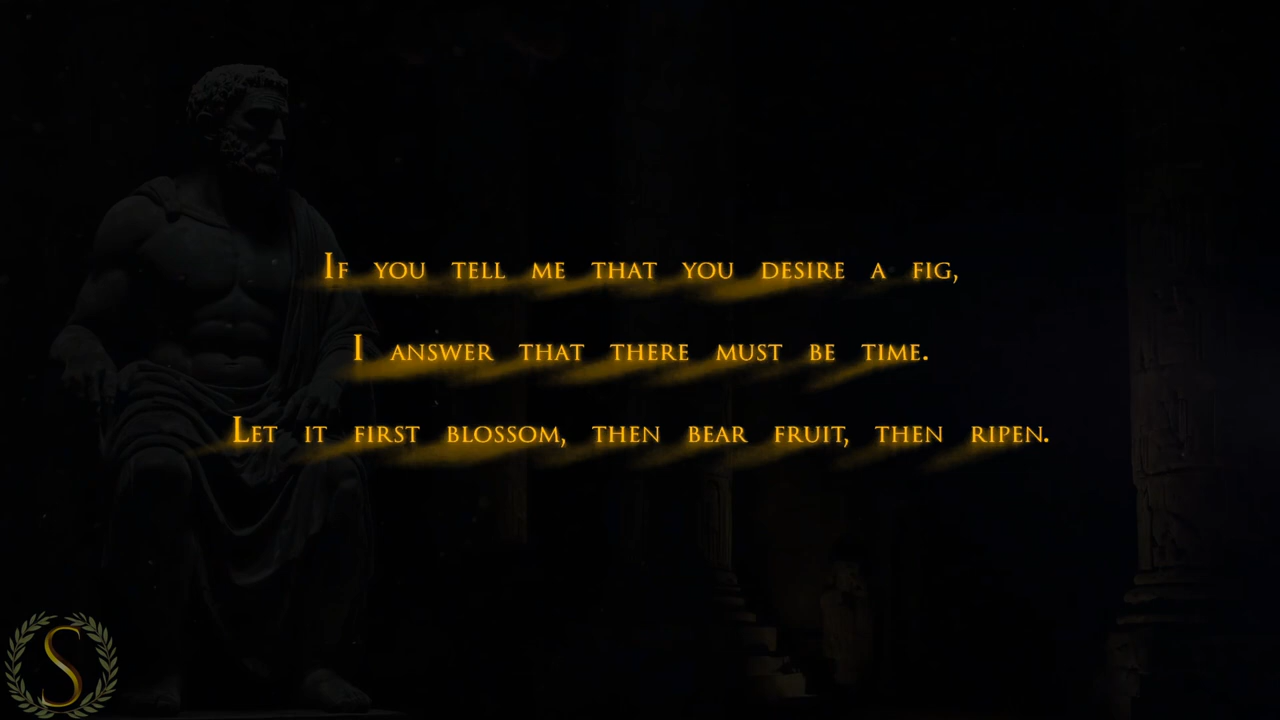 If you tell me that you desire a fig,
I answer that there must be time.
Let it first blossom, then bear fruit, then ripen.
S